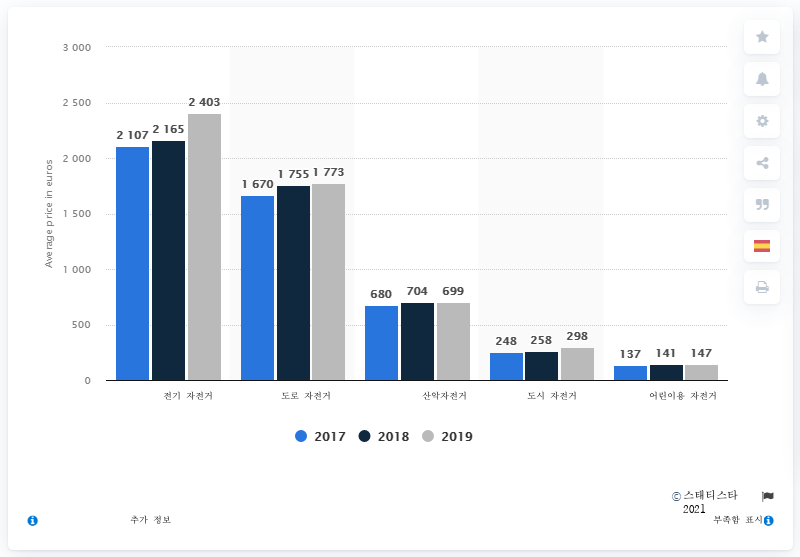 3 000
2 500
2 000
1 500
1 000
500
0
Average price in euros
2 107 2 165 2 403
1 670 1 755 1 773
680 704 699
248 258 298
137 141 147
전기 자전거 도로 자전거 산악자전거 도시 자전거 어린이용 자전거
2017 2018 2019
© 스태티스타
2021
추가 정보 부족함 표시